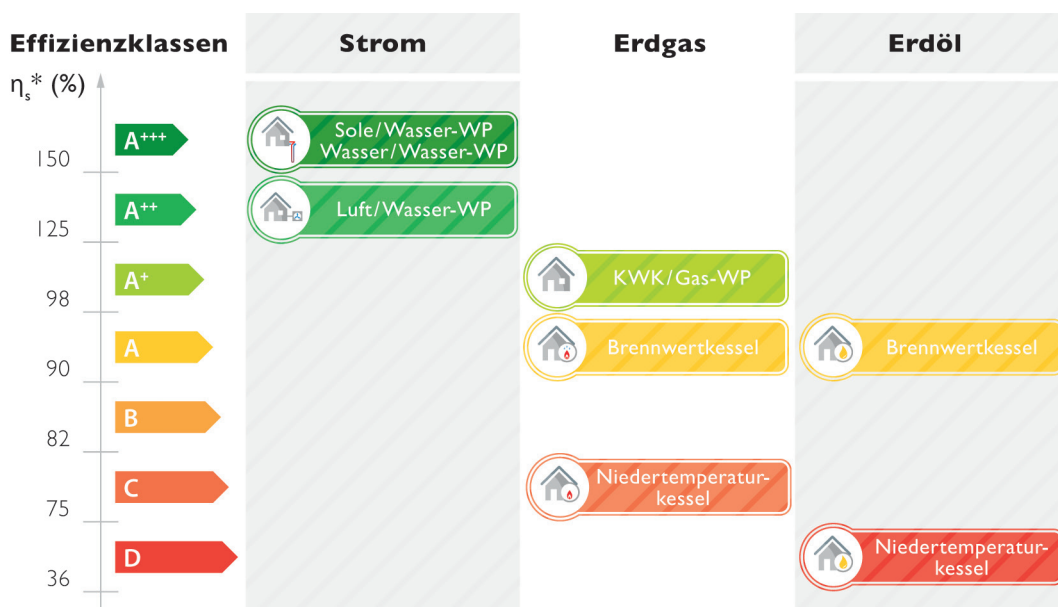 Effizienzklassen Strom Erdgas Erdöl
ηs* (%)
A+++ Sole/Wasser-WP
Wasser/Wasser-WP
150
A++ Luft/Wasser-WP
125
A+ KWK/Gas-WP
98
A Brennwertkessel Brennwertkessel
90
B
82
C Niedertemperatur-
kessel
75
D Niedertemperatur-
kessel
36